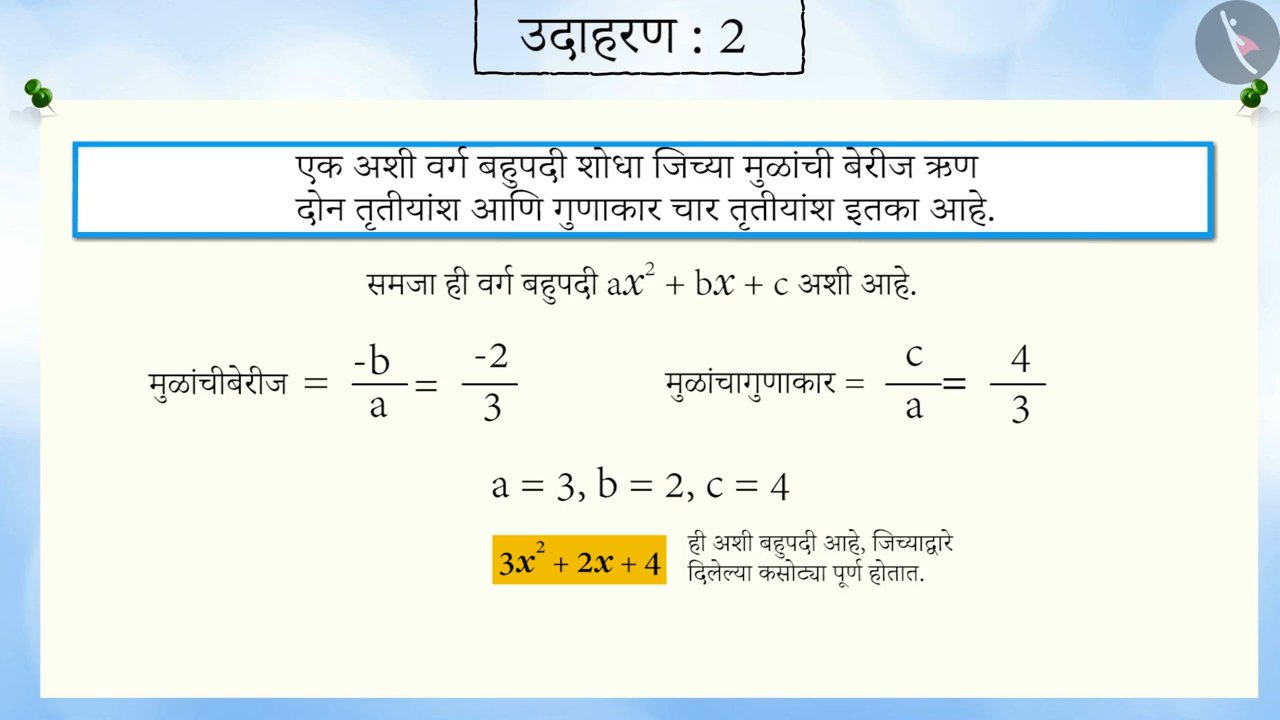 उदाहरण : 2
एक अशी वर्ग बहुपदी शोधा जिच्या मुळांची बेरीज ऋण
दोन तृतीयांश आणि गुणाकार चार तृतीयांश इतका आहे.
समजा ही वर्ग बहुपदी ax² + bx + c अशी आहे.
मुळांचीबेरीज = -b/a = -2/3
मुळांचागुणाकार = c/a = 4/3
a = 3, b = 2, c = 4
3x² + 2x + 4
ही अशी बहुपदी आहे, जिच्याद्वारे
दिलेल्या कसोट्या पूर्ण होतात.